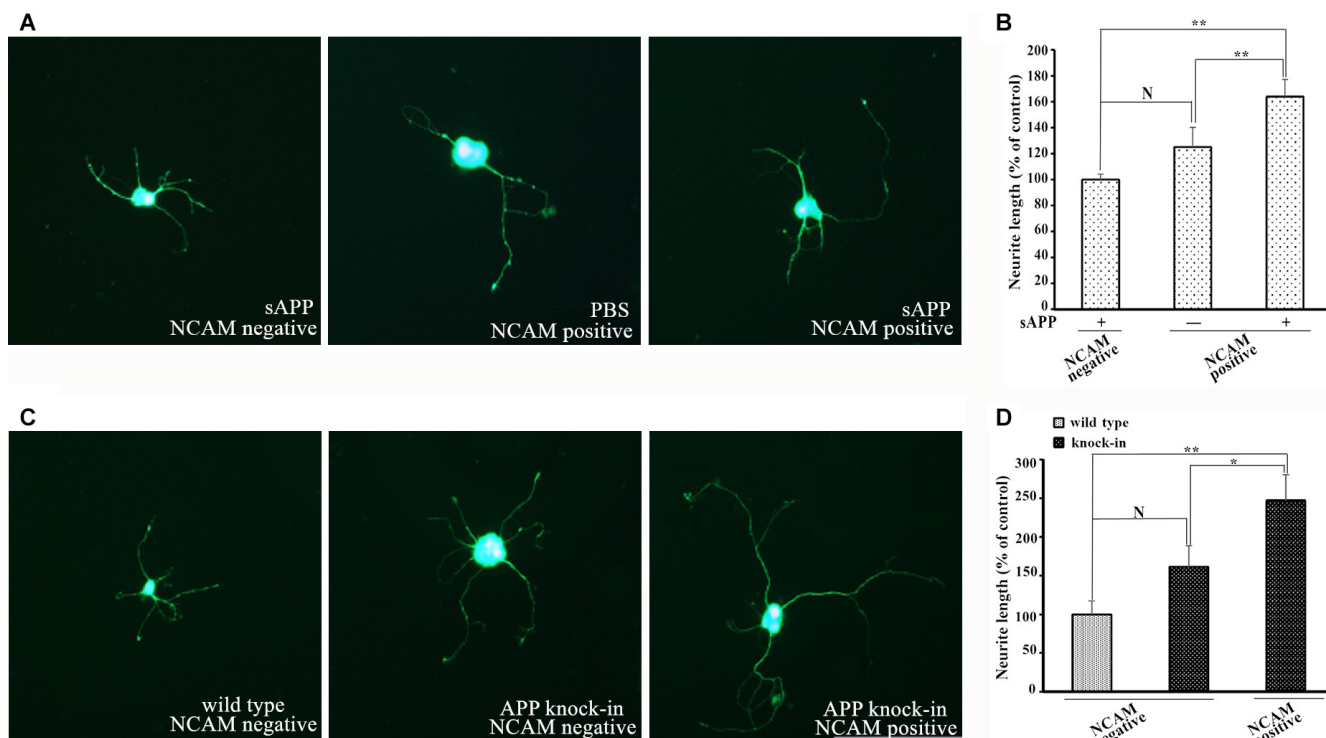 A
sAPP
NCAM negative
PBS
NCAM positive
sAPP
NCAM positive
B
**
**
N
Neurite length (% of control)
200
180
160
140
120
100
80
60
40
20
0
sAPP + — +
NCAM
negative
NCAM
positive
C
wild type
NCAM negative
APP knock-in
NCAM negative
APP knock-in
NCAM positive
D
wild type
knock-in
**
*
N
Neurite length (% of control)
300
250
200
150
100
50
0
NCAM
NCAM